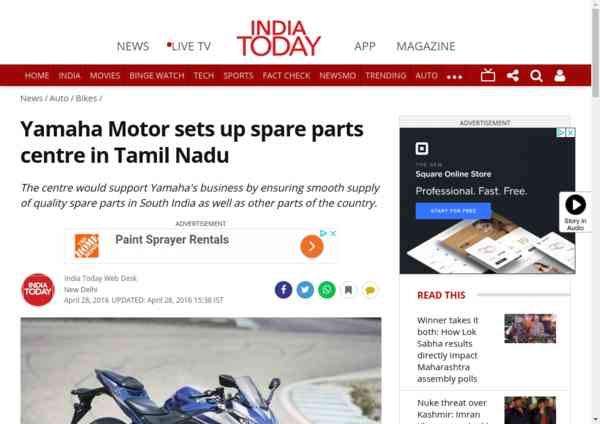 NEWS
LIVE TV
INDIA
TODAY
APP
MAGAZINE
HOME INDIA MOVIES BINGE WATCH TECH SPORTS FACT CHECK NEWSMO TRENDING AUTO
News / Auto / Bikes /
Yamaha Motor sets up spare parts
centre in Tamil Nadu
The centre would support Yamaha's business by ensuring smooth supply
of quality spare parts in South India as well as other parts of the country.
ADVERTISEMENT
THE HOME DEPOT
Paint Sprayer Rentals
INDIA
TODAY
India Today Web Desk
New Delhi
April 28, 2016 UPDATED: April 28, 2016 15:38 IST
ADVERTISEMENT
THE NEW
Square Online Store
Professional. Fast. Free.
START FOR FREE
Story in
Audio
READ THIS
Winner takes it
both: How Lok
Sabha results
directly impact
Maharashtra
assembly polls
Nuke threat over
Kashmir: Imran